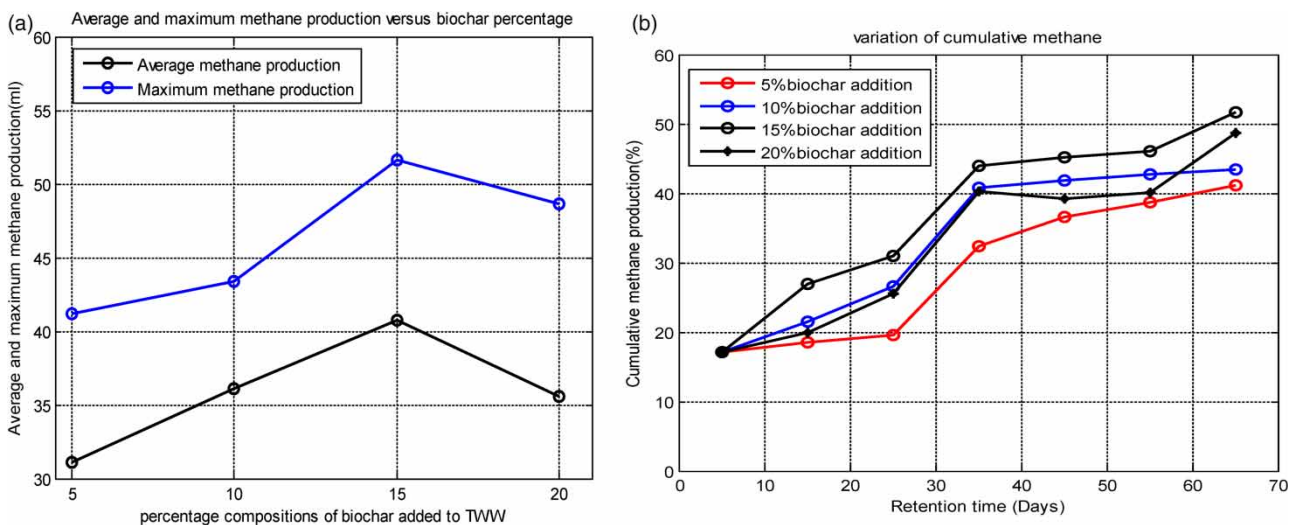 (a)
Average and maximum methane production versus biochar percentage
Average and maximum methane production(ml)
60
55
50
45
40
35
30
Average methane production
Maximum methane production
5
10
15
20
percentage compositions of biochar added to TWW
(b)
variation of cumulative methane
Cumulative methane production(%)
60
50
40
30
20
10
0
5%biochar addition
10%biochar addition
15%biochar addition
20%biochar addition
0
10
20
30
40
50
60
70
Retention time (Days)